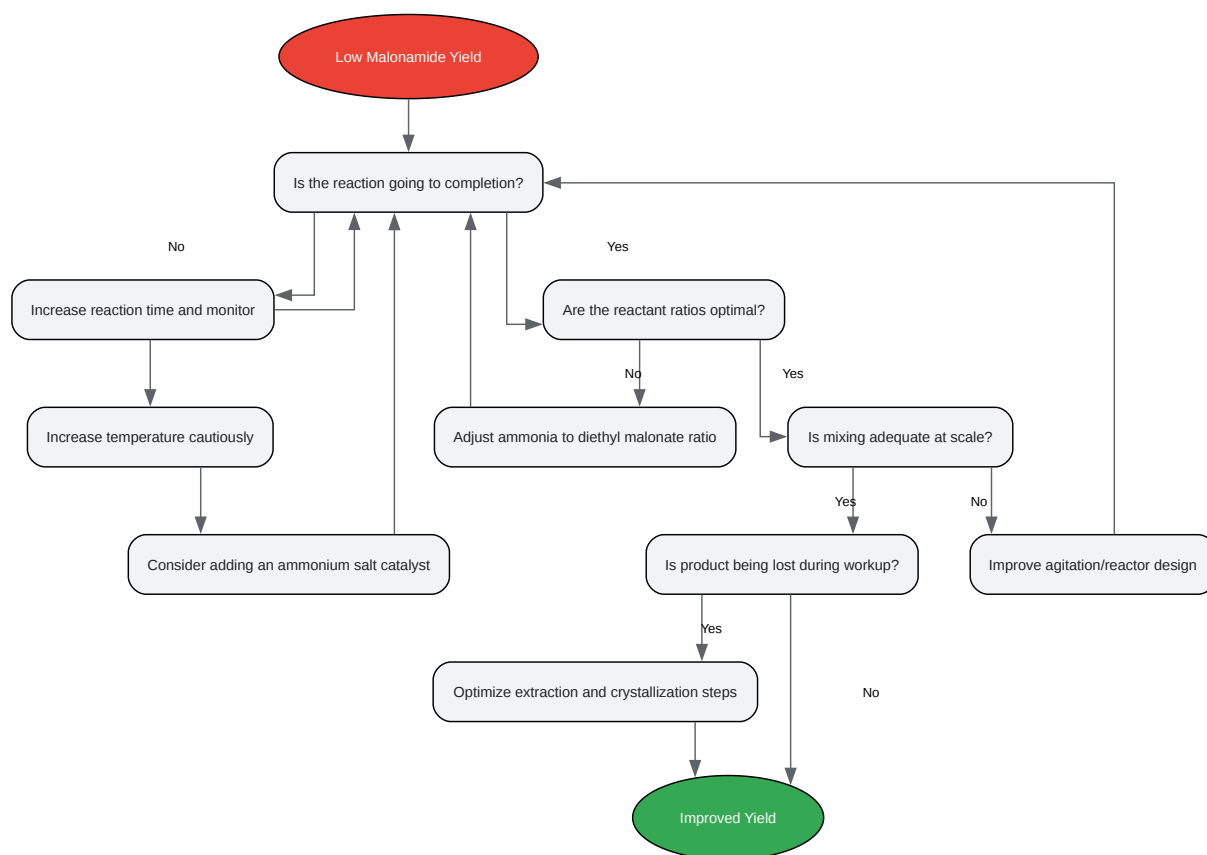 Low Malonamide Yield
Is the reaction going to completion?
No
Yes
Increase reaction time and monitor
Are the reactant ratios optimal?
No
Yes
Increase temperature cautiously
Adjust ammonia to diethyl malonate ratio
Is mixing adequate at scale?
Yes
No
Consider adding an ammonium salt catalyst
Is product being lost during workup?
Improve agitation/reactor design
Yes
Optimize extraction and crystallization steps
No
Improved Yield